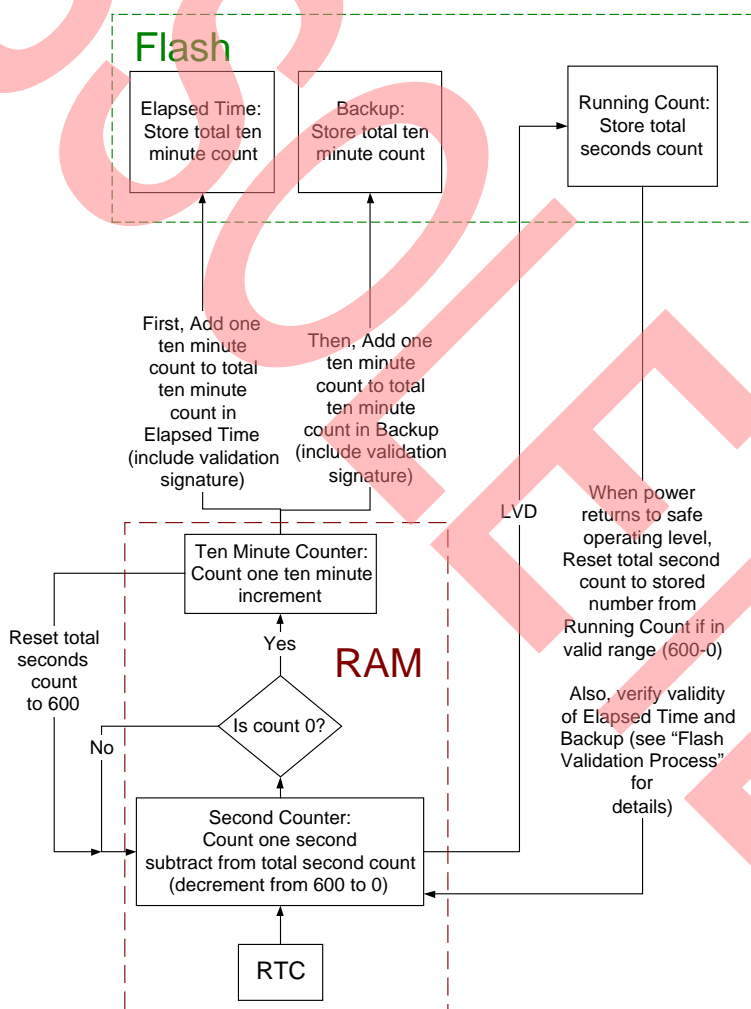 Flash
Elapsed Time:
Store total ten
minute count
Backup:
Store total ten
minute count
Running Count:
Store total
seconds count
First, Add one
ten minute
count to total
ten minute
count in
Elapsed Time
(include validation
signature)
Then, Add one
ten minute
count to total
ten minute
count in Backup
(include validation
signature)
LVD
When power
returns to safe
operating level,
Reset total second
count to stored
number from
Running Count if in
valid range (600-0)
Also, verify validity
of Elapsed Time and
Backup (see “Flash
Validation Process”
for
details)
Ten Minute Counter:
Count one ten minute
increment
Reset total
seconds
count
to 600
Yes
RAM
Is count 0?
No
Second Counter:
Count one second
subtract from total second count
(decrement from 600 to 0)
RTC